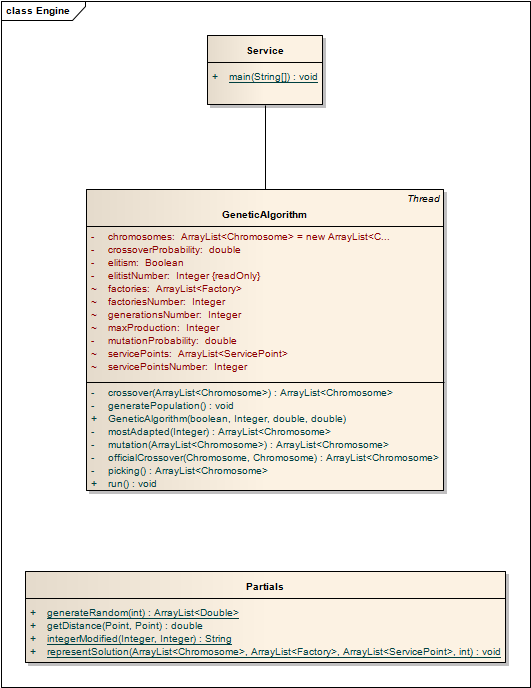 class Engine
Service
+ main(String[]) : void
Thread
GeneticAlgorithm
- chromosomes: ArrayList<Chromosome> = new ArrayList<C...
- crossoverProbability: double
- elitism: Boolean
- elitistNumber: Integer {readOnly}
~ factories: ArrayList<Factory>
~ factoriesNumber: Integer
~ generationsNumber: Integer
~ maxProduction: Integer
- mutationProbability: double
~ servicePoints: ArrayList<ServicePoint>
~ servicePointsNumber: Integer
- crossover(ArrayList<Chromosome>) : ArrayList<Chromosome>
- generatePopulation() : void
+ GeneticAlgorithm(boolean, Integer, double, double)
- mostAdapted(Integer) : ArrayList<Chromosome>
- mutation(ArrayList<Chromosome>) : ArrayList<Chromosome>
- officialCrossover(Chromosome, Chromosome) : ArrayList<Chromosome>
- picking() : ArrayList<Chromosome>
+ run() : void
Partials
+ generateRandom(int) : ArrayList<Double>
+ getDistance(Point, Point) : double
+ integerModified(Integer, Integer) : String
+ representSolution(ArrayList<Chromosome>, ArrayList<Factory>, ArrayList<ServicePoint>, int) : void